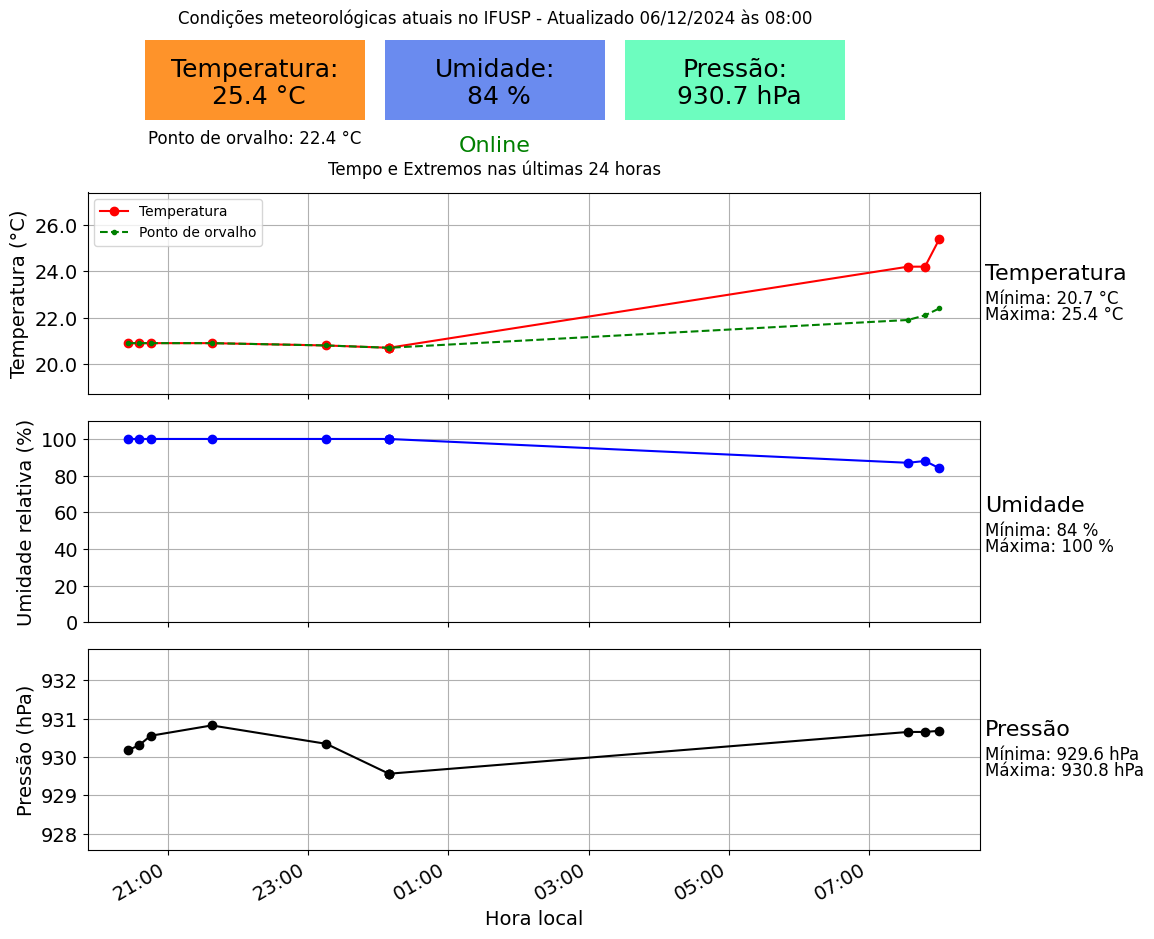 Condições meteorológicas atuais no IFUSP - Atualizado 06/12/2024 às 08:00
Temperatura:
25.4 °C
Umidade:
84 %
Pressão:
930.7 hPa
Ponto de orvalho: 22.4 °C
Online
Tempo e Extremos nas últimas 24 horas
Temperatura (°C)
26.0
24.0
22.0
20.0
Temperatura
Ponto de orvalho
Temperatura
Mínima: 20.7 °C
Máxima: 25.4 °C
Umidade relativa (%)
100
80
60
40
20
0
Umidade
Mínima: 84 %
Máxima: 100 %
Pressão (hPa)
932
931
930
929
928
Pressão
Mínima: 929.6 hPa
Máxima: 930.8 hPa
21:00
23:00
01:00
03:00
05:00
07:00
Hora local